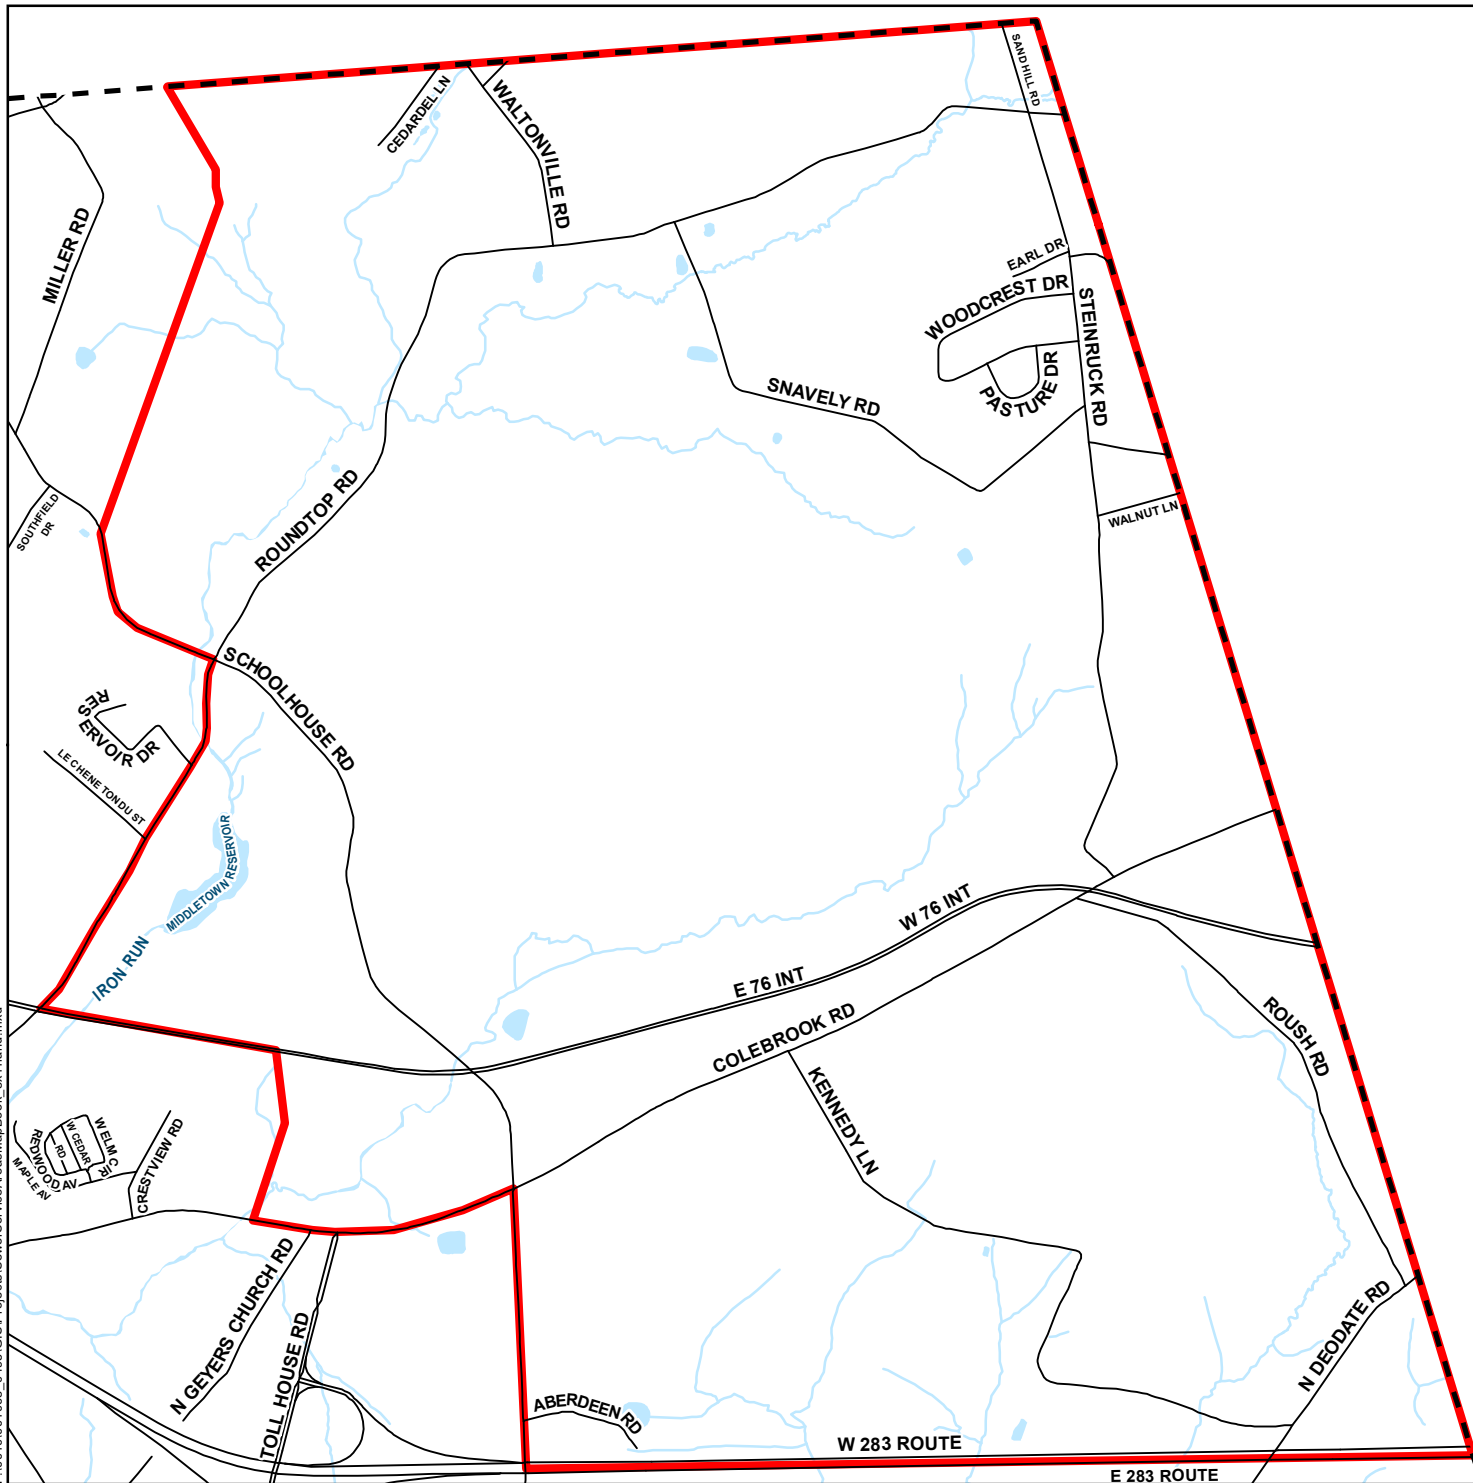 SAND HILL RD
CEDARDEL LN
WALTONVILLE RD
MILLER RD
EARL DR
WOODCREST DR
STEINRUCK RD
PASTURE DR
SNAVELY RD
ROUNDTOP RD
SOUTHFIELD
DR
WALNUT LN
SCHOOLHOUSE RD
RESERVOIR DR
LE CHENE TONDU ST
MIDDLETOWN RESERVOIR
IRON RUN
W 76 INT
E 76 INT
COLEBROOK RD
ROUSH RD
KENNEDY LN
W ELM CIR
W CEDAR
RD
REDWOOD AV
MAPLE AV
CRESTVIEW RD
N GEYERS CHURCH RD
TOLL HOUSE RD
N DEODATE RD
ABERDEEN RD
W 283 ROUTE
E 283 ROUTE